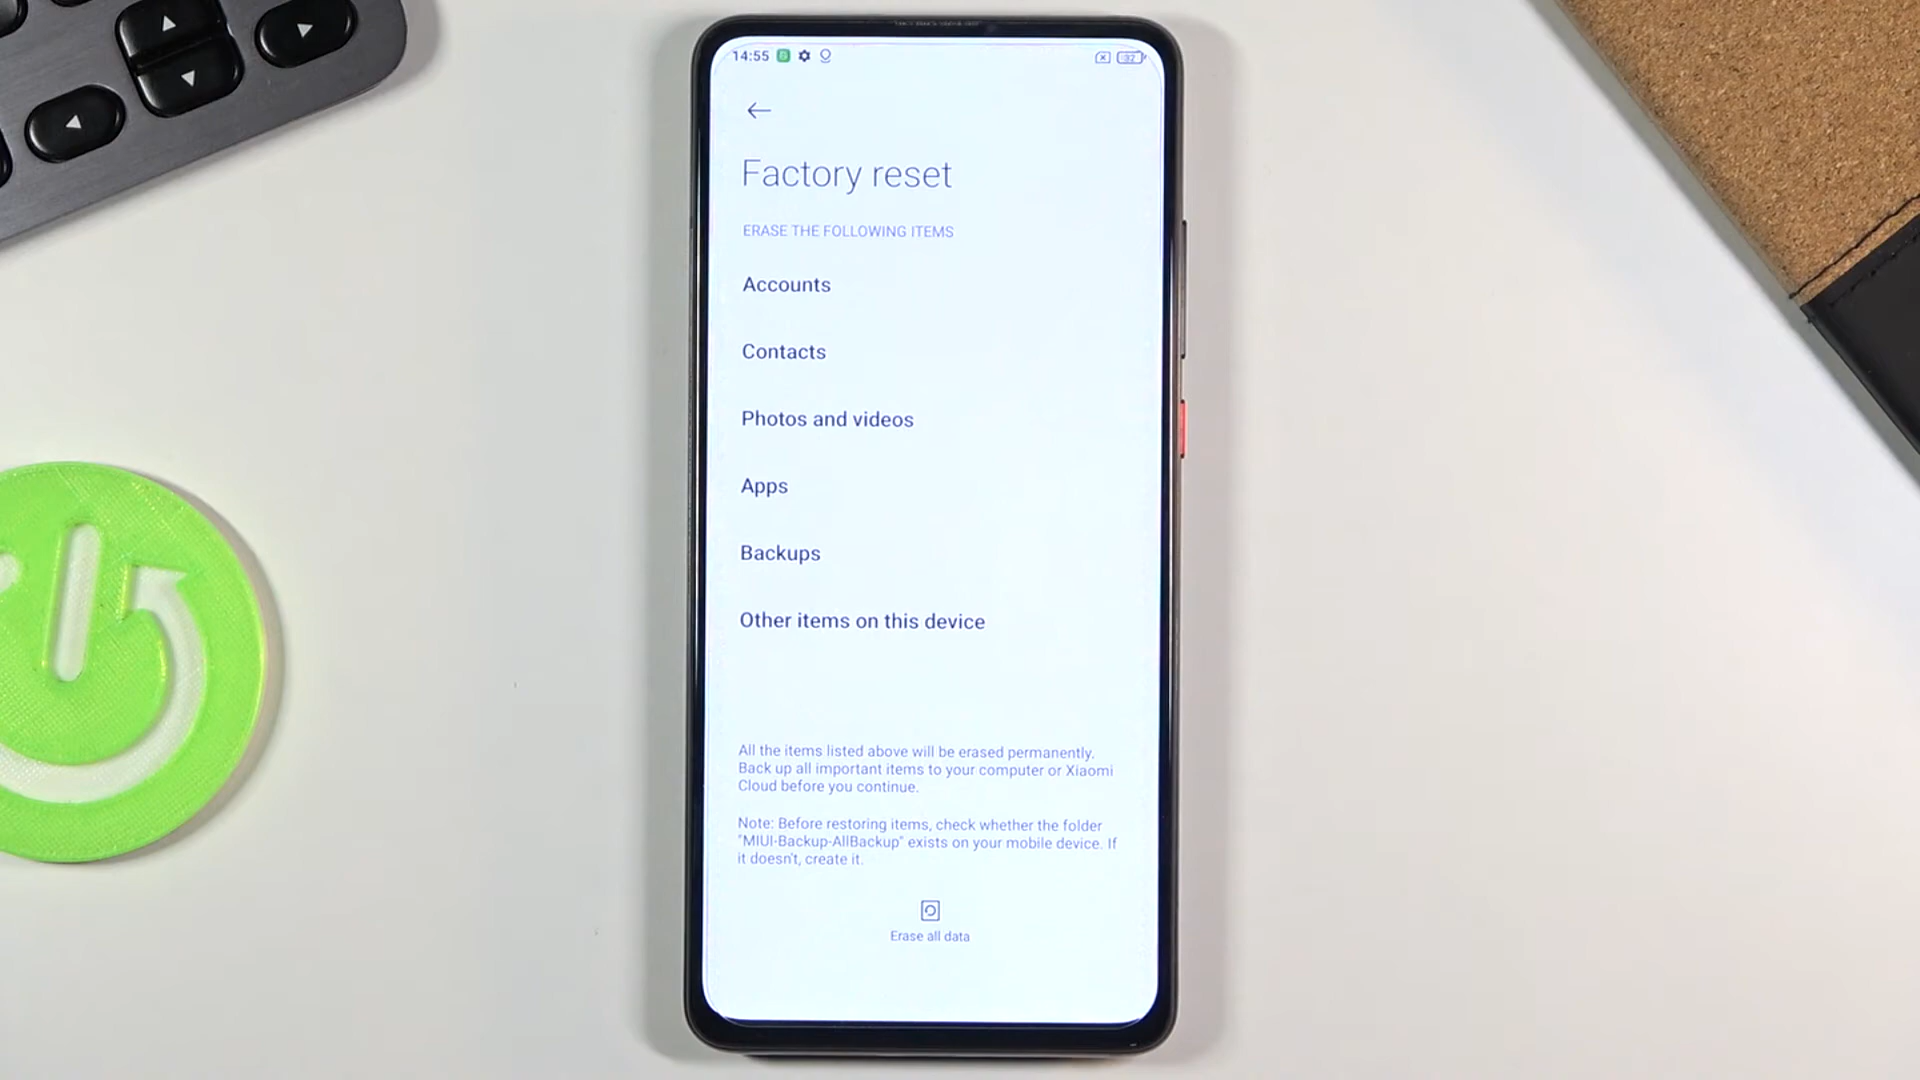 14:55
32
Factory reset
ERASE THE FOLLOWING ITEMS
Accounts
Contacts
Photos and videos
Apps
Backups
Other items on this device
All the items listed above will be erased permanently.
Back up all important items to your computer or Xiaomi
Cloud before you continue.
Note: Before restoring items, check whether the folder
"MIUI-Backup-AllBackup" exists on your mobile device. If
it doesn't, create it.
Erase all data